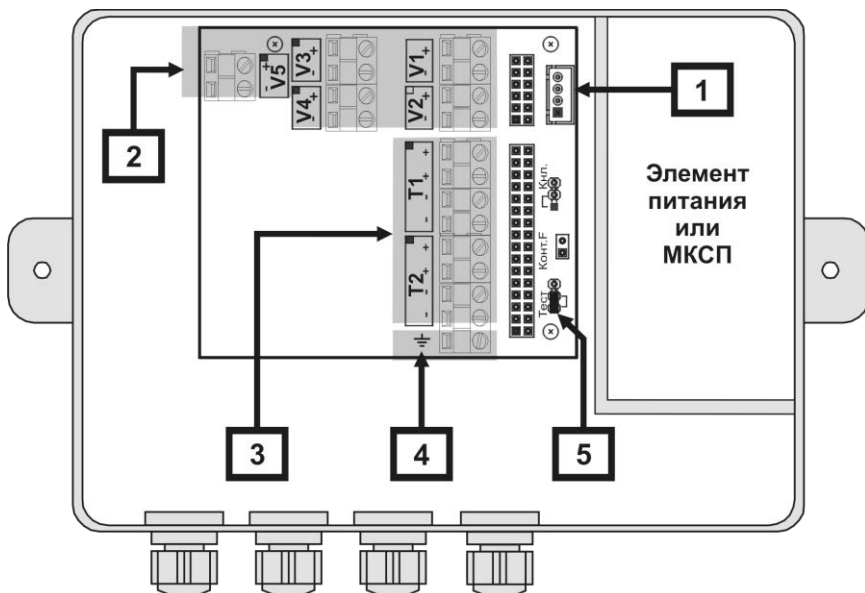 V5 + -
V3 + -
V4 - +
V1 + -
V2 - +
1
2
T1 + + - -
T2 + + - -
Кнп.
Конт.F
Тест
Элемент
питания
или
МКСП
3
4
5